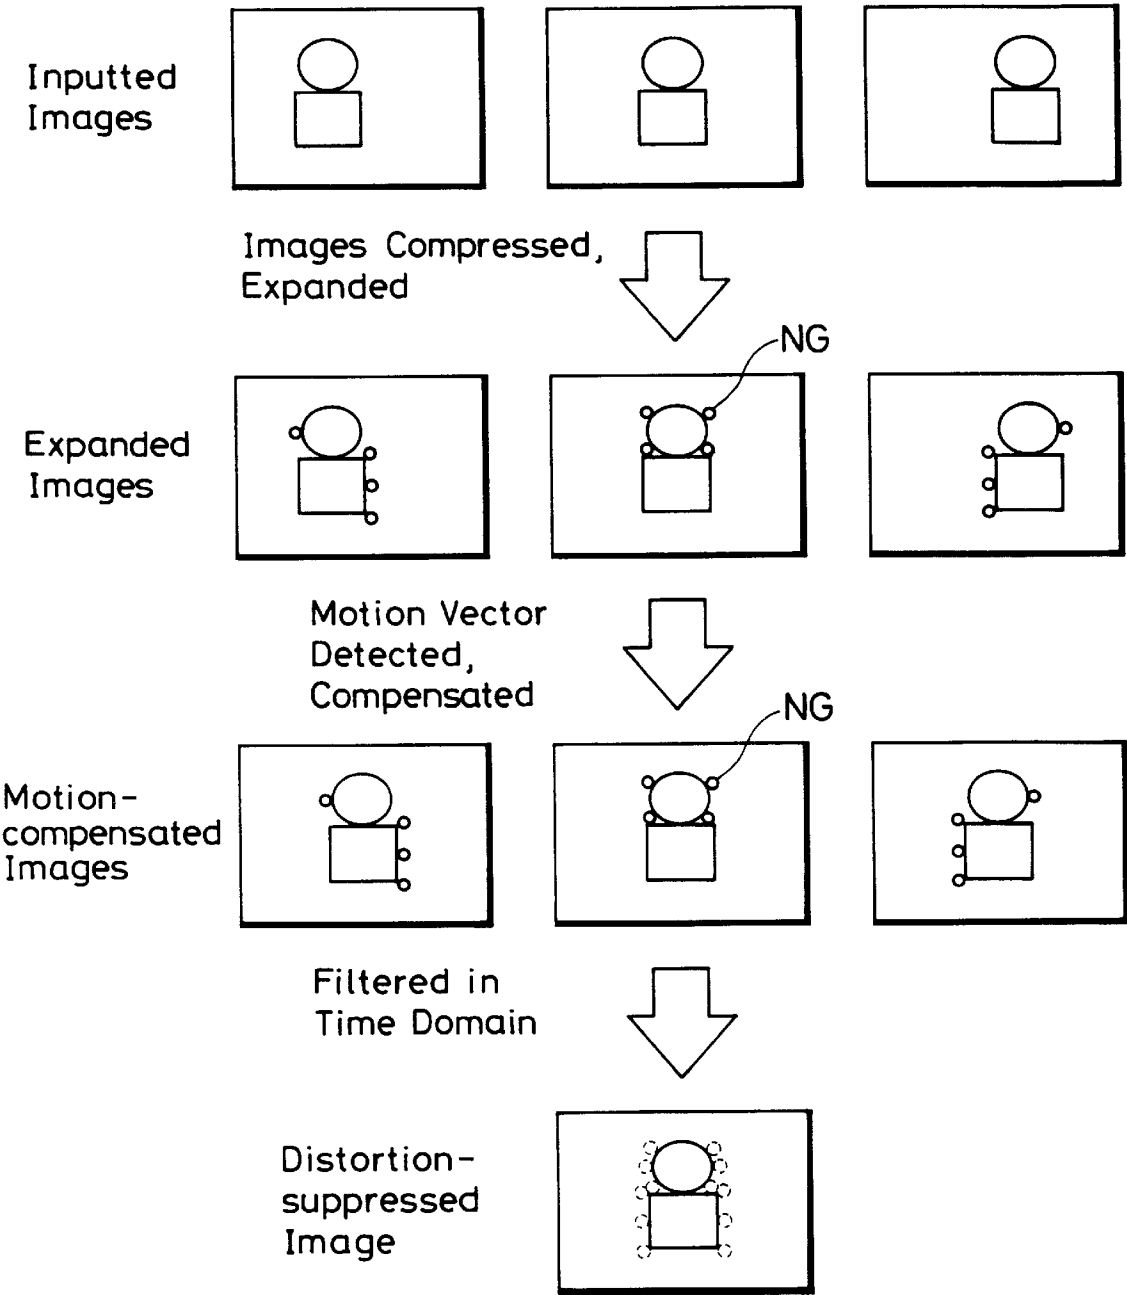 Inputted
Images
Images Compressed,
Expanded
NG
Expanded
Images
Motion Vector
Detected,
Compensated
NG
Motion-
compensated
Images
Filtered in
Time Domain
Distortion-
suppressed
Image